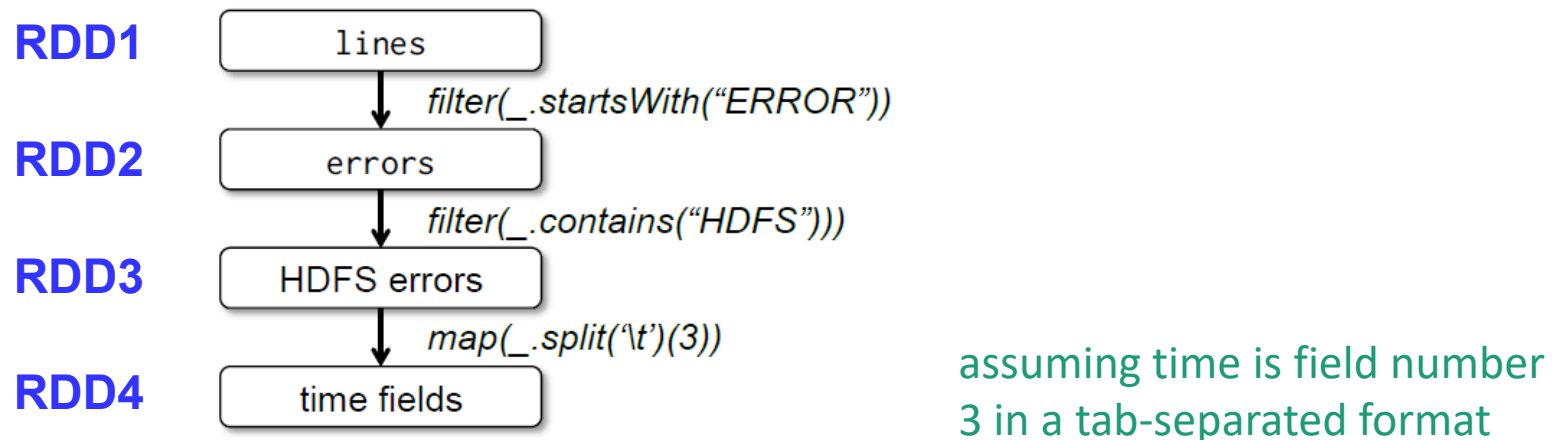 RDD1
lines
filter(_.startsWith(“ERROR”))
RDD2
errors
filter(_.contains(“HDFS”)))
RDD3
HDFS errors
map(_.split(‘\t’)(3))
RDD4
time fields
assuming time is field number
3 in a tab-separated format